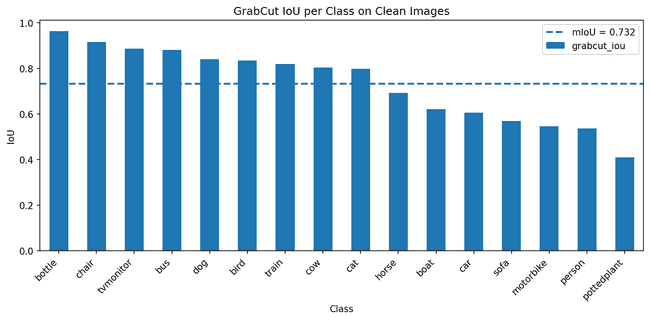 GrabCut IoU per Class on Clean Images
mIoU = 0.732
grabcut_iou
1.0
0.8
0.6
0.4
0.2
0.0
IoU
bottle
chair
tvmonitor
bus
dog
bird
train
cow
cat
horse
boat
car
sofa
motorbike
person
pottedplant
Class